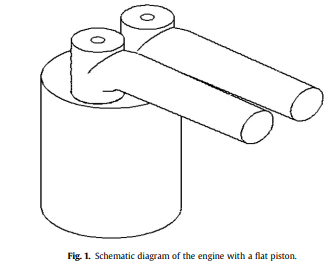 Fig. 1. Schematic diagram of the engine with a flat piston.